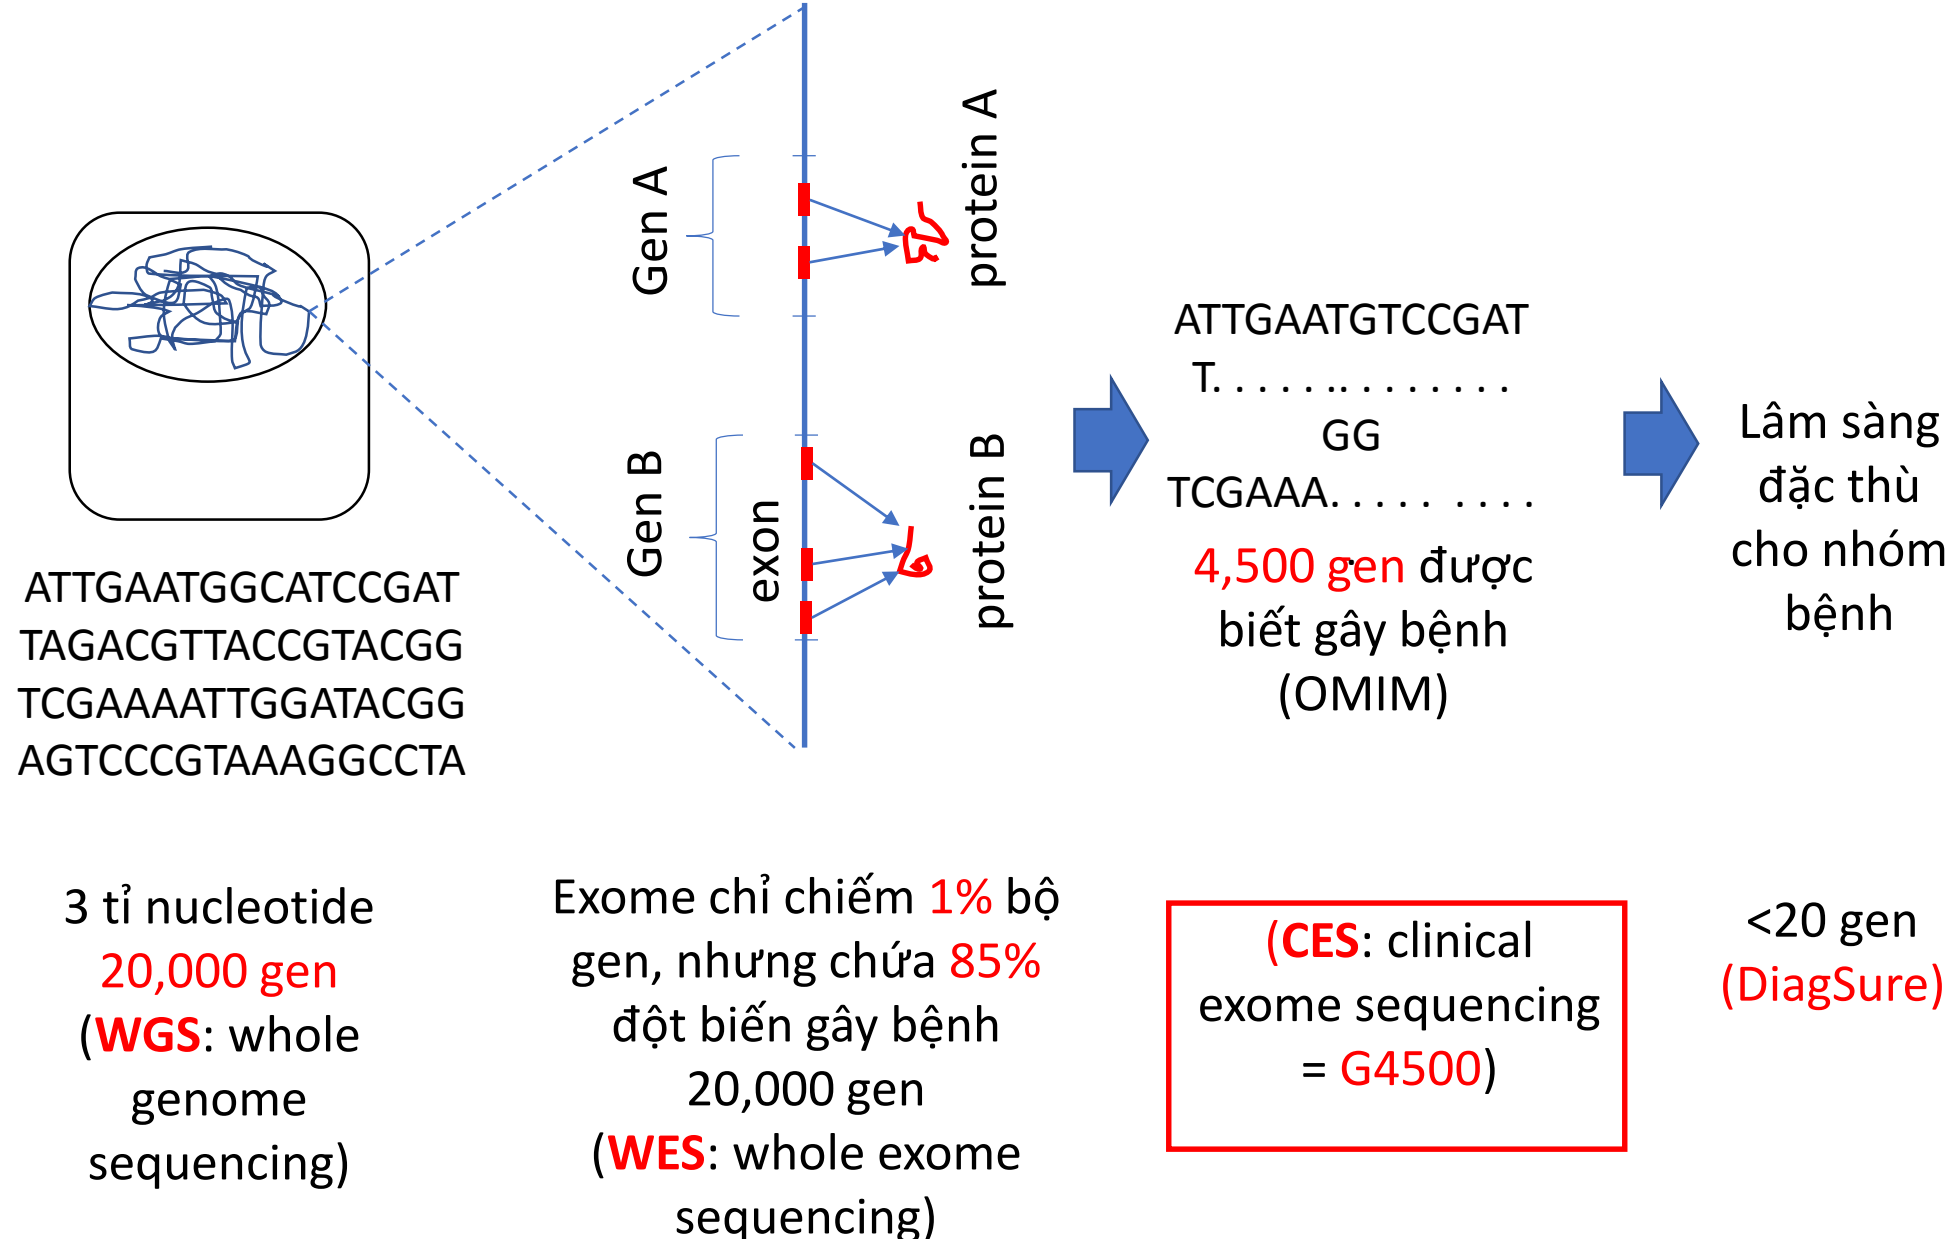 Gen A
protein A
Gen B
exon
protein B
ATTGAATGGCATCCGAT
TAGACGTTACCGTACGG
TCGAAAATTGGATACGG
AGTCCCGTAAAGGCCTA
ATTGAATGTCCGAT
T. . . . . .. . . . . . . . .
GG
TCGAAA. . . . . . . . .
4,500 gen được
biết gây bệnh
(OMIM)
Lâm sàng
đặc thù
cho nhóm
bệnh
3 tỉ nucleotide
20,000 gen
(WGS: whole
genome
sequencing)
Exome chỉ chiếm 1% bộ
gen, nhưng chứa 85%
đột biến gây bệnh
20,000 gen
(WES: whole exome
sequencing)
(CES: clinical
exome sequencing
= G4500)
<20 gen
(DiagSure)